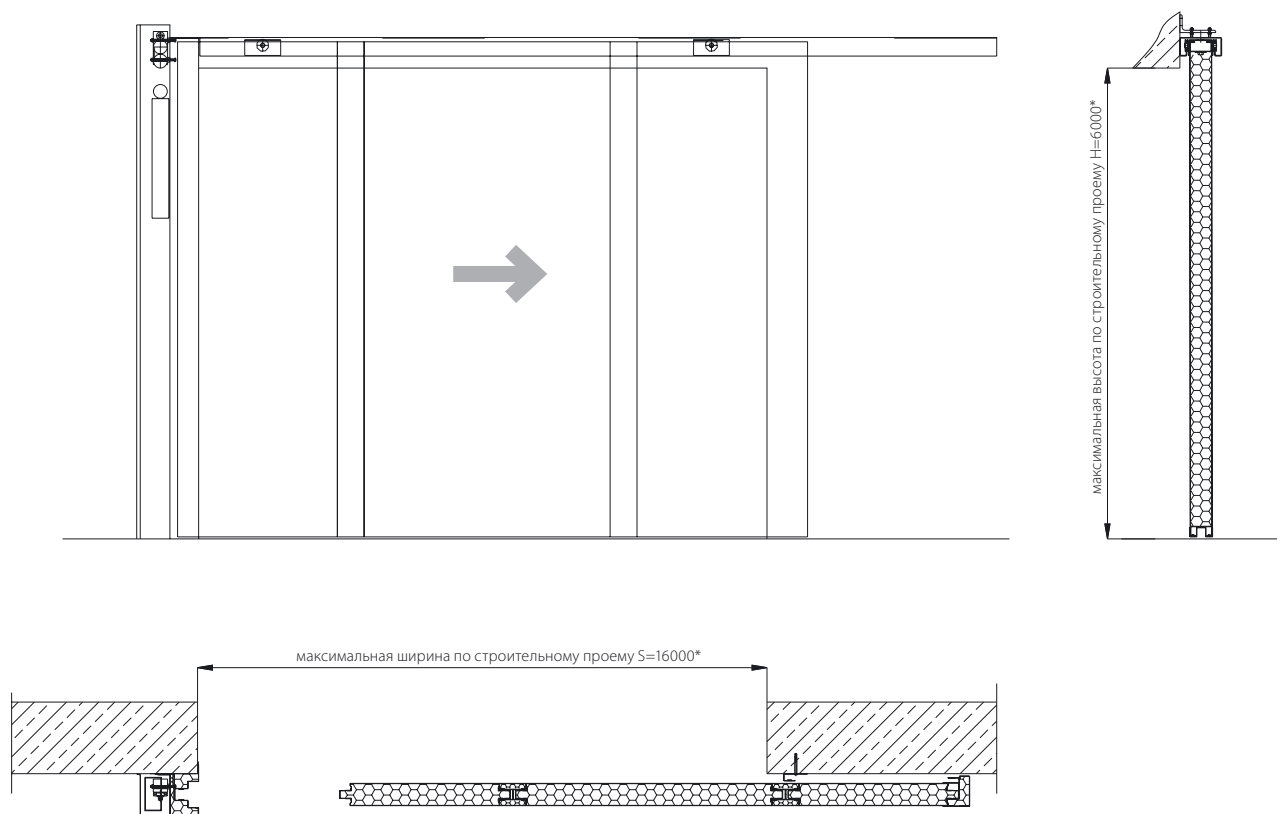 максимальная высота по строительному проему H=6000*
максимальная ширина по строительному проему S=16000*